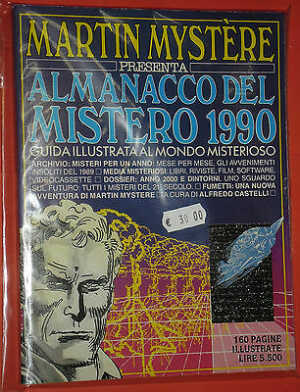 MARTIN MYSTÈRE
PRESENTA
ALMANACCO DEL
MISTERO 1990
GUIDA ILLUSTRATA AL MONDO MISTERIOSO
ARCHIVIO: MISTERI PER UN ANNO: MESE PER MESE, GLI AVVENIMENTI
INSOLITI DEL 1989 □ MEDIA MISTERIOSI: LIBRI, RIVISTE, FILM, SOFTWARE,
VIDEOCASSETTE □ DOSSIER: ANNO 2000 E DINTORNI, UNO SGUARDO
SUL FUTURO: TUTTI I MISTERI DEL 21° SECOLO. □ FUMETTI: UNA NUOVA
AVVENTURA DI MARTIN MYSTERE □ A CURA DI ALFREDO CASTELLI
€ 30.00
160 PAGINE
ILLUSTRATE
LIRE 5.500